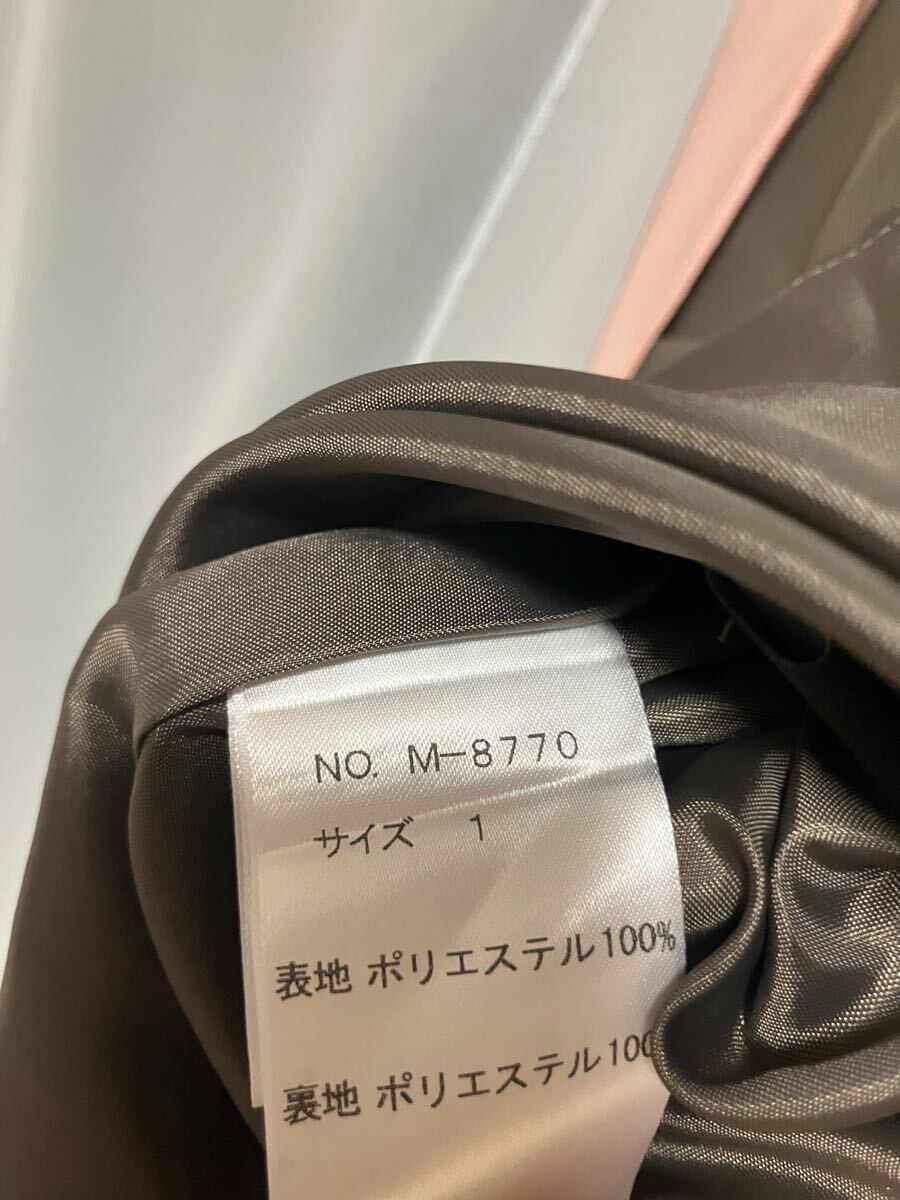 NO. M-8770
サイズ 1
表地 ポリエステル100%
裏地 ポリエステル100